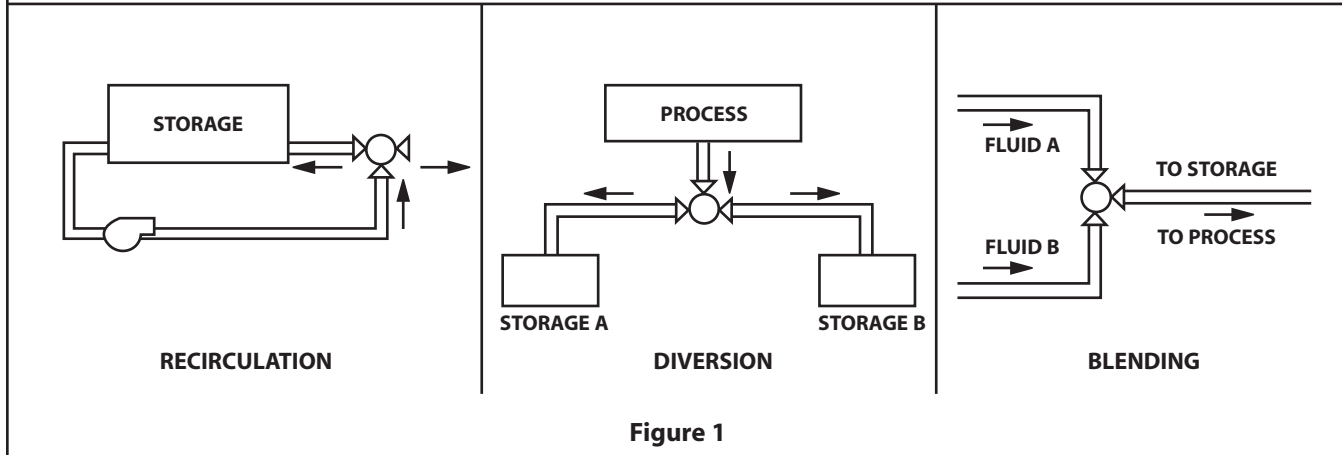 STORAGE
RECIRCULATION
PROCESS
STORAGE A
STORAGE B
DIVERSION
FLUID A
TO STORAGE
TO PROCESS
FLUID B
BLENDING
Figure 1